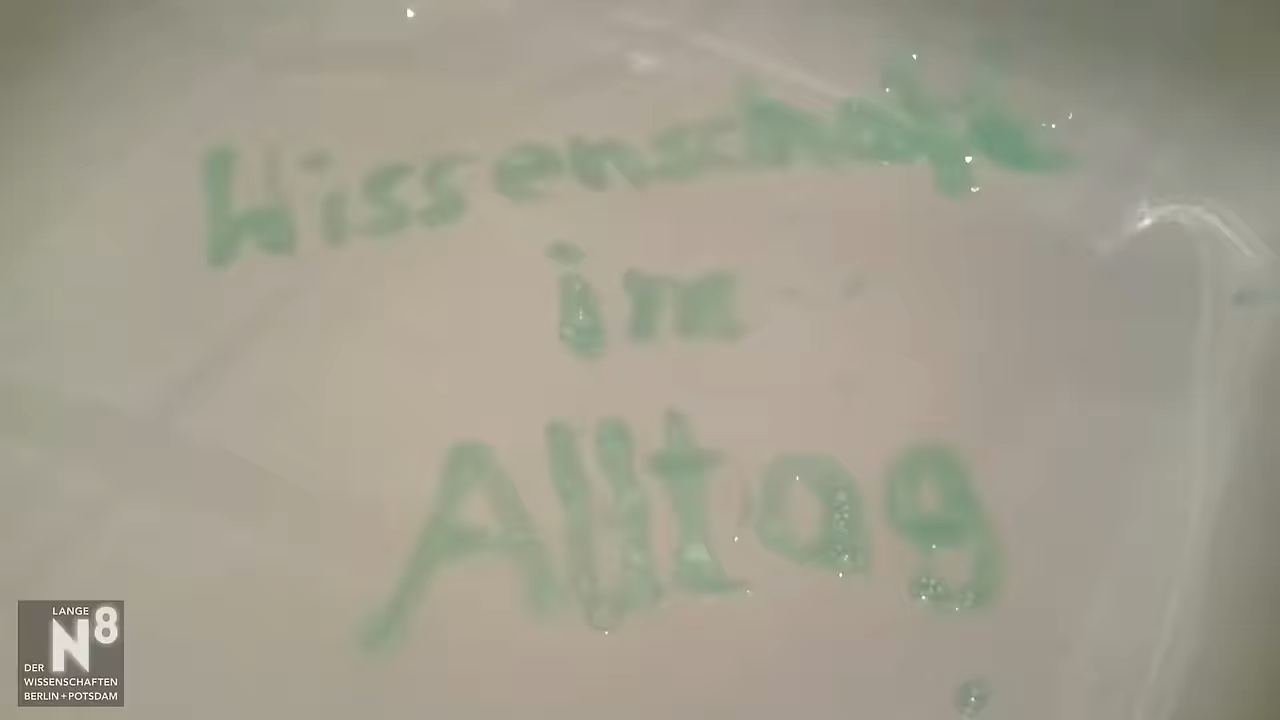 Wissenschaft
im
Alltag
LANGE
N8
DER
WISSENSCHAFTEN
BERLIN+POTSDAM